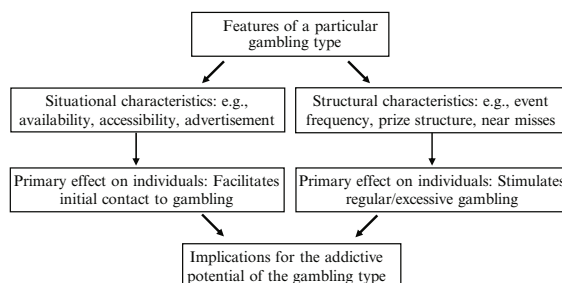 Features of a particular
gambling type
Situational characteristics: e.g.,
availability, accessibility, advertisement
Structural characteristics: e.g., event
frequency, prize structure, near misses
Primary effect on individuals: Facilitates
initial contact to gambling
Primary effect on individuals: Stimulates
regular/excessive gambling
Implications for the addictive
potential of the gambling type